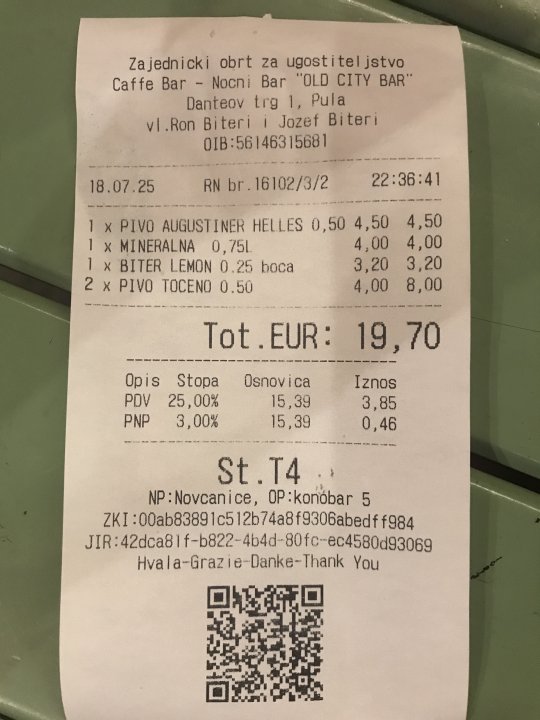 Zajednicki obrt za ugostiteljstvo
Caffe Bar - Nocni Bar "OLD CITY BAR"
Danteov trg 1, Pula
vl.Ron Biteri i Jozef Biteri
OIB:56146315681
18.07.25 RN br.16102/3/2 22:36:41
1 x PIVO AUGUSTINER HELLES 0,50 4,50 4,50
1 x MINERALNA 0,75L 4,00 4,00
1 x BITER LEMON 0.25 boca 3,20 3,20
2 x PIVO TOCENO 0.50 4,00 8,00
Tot.EUR: 19,70
Opis Stopa Osnovica Iznos
PDV 25,00% 15,39 3,85
PNP 3,00% 15,39 0,46
St.T4
NP:Novcanice, OP:konobar 5
ZKI:00ab83891c512b74a8f9306abedff984
JIR:42dca81f-b822-4b4d-80fc-ec4580d93069
Hvala-Grazie-Danke-Thank You